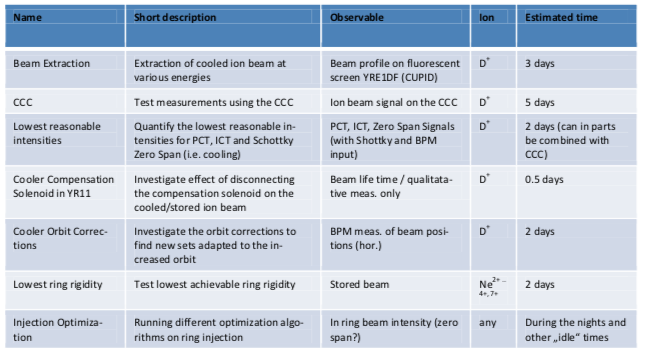 Name Short description Observable Ion Estimated time
Beam Extraction Extraction of cooled ion beam at Beam profile on fluorescent D+ 3 days
various energies screen YRE1DF (CUPID)
CCC Test measurements using the CCC Ion beam signal on the CCC D+ 5 days
Lowest reasonable Quantify the lowest reasonable in- PCT, ICT, Zero Span Signals D+ 2 days (can in parts
intensities tensities for PCT, ICT and Schottky (with Shottky and BPM be combined with
Zero Span (i.e. cooling) input) CCC)
Cooler Compensation Investigate effect of disconnecting Beam life time / qualitata- D+ 0.5 days
Solenoid in YR11 the compensation solenoid on the tive meas. only
cooled/stored ion beam
Cooler Orbit Correc- Investigate the orbit corrections to BPM meas. of beam posi- D+ 2 days
tions find new sets adapted to the in- tions (hor.)
creased orbit
Lowest ring rigidity Test lowest achievable ring rigidity Stored beam Ne2+ .. 2 days
4+, 7+
Injection Optimiza- Running different optimization algo- In ring beam intensity (zero any During the nights and
tion rithms on ring injection span?) other „idle“ times